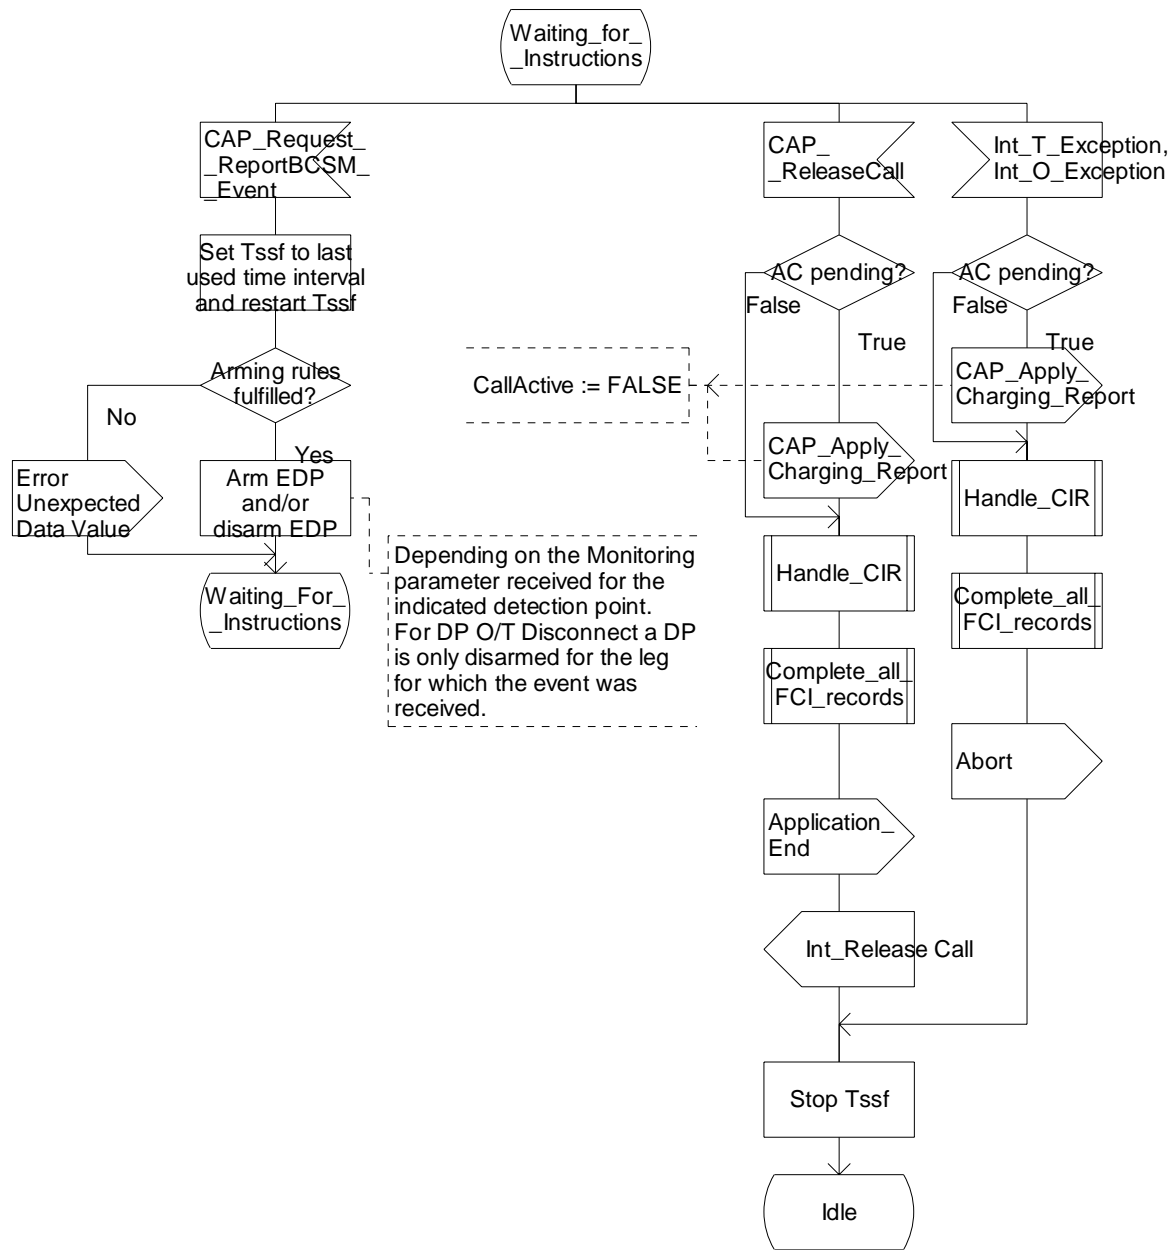 Waiting_for_
_Instructions
CAP_Request_
_ReportBCSM_
_Event
CAP_
_ReleaseCall
Int_T_Exception,
Int_O_Exception
Set Tssf to last
used time interval
and restart Tssf
AC pending?
AC pending?
False
False
True
True
Arming rules
fulfilled?
CallActive := FALSE
CAP_Apply_
Charging_Report
No
Yes
CAP_Apply_
Charging_Report
Error
Unexpected
Data Value
Arm EDP
and/or
disarm EDP
Handle_CIR
Depending on the Monitoring
parameter received for the
indicated detection point.
For DP O/T Disconnect a DP
is only disarmed for the leg
for which the event was
received.
Handle_CIR
Waiting_For_
_Instructions
Complete_all_
FCI_records
Complete_all_
FCI_records
Abort
Application_
End
Int_Release Call
Stop Tssf
Idle